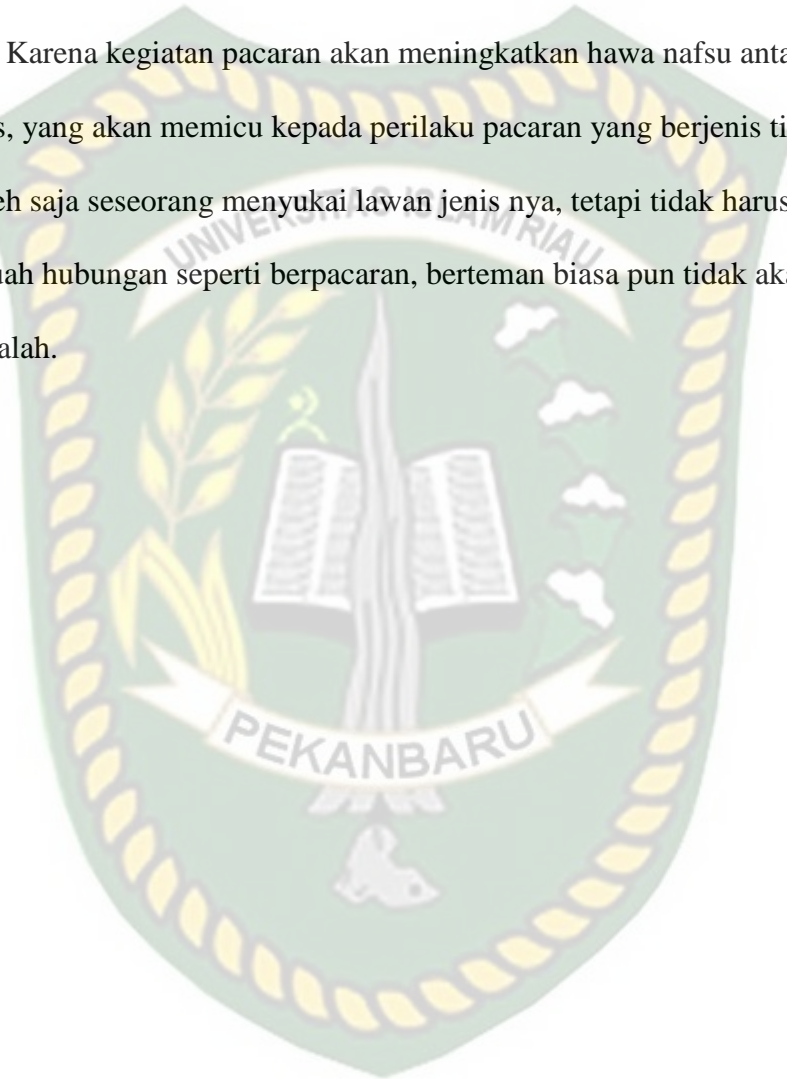 Karena kegiatan pacaran akan meningkatkan hawa nafsu anta
s, yang akan memicu kepada perilaku pacaran yang berjenis ti
eh saja seseorang menyukai lawan jenis nya, tetapi tidak harus
UNIVERSITAS ISLAM RIAU
uah hubungan seperti berpacaran, berteman biasa pun tidak aka
alah.
PEKANBARU